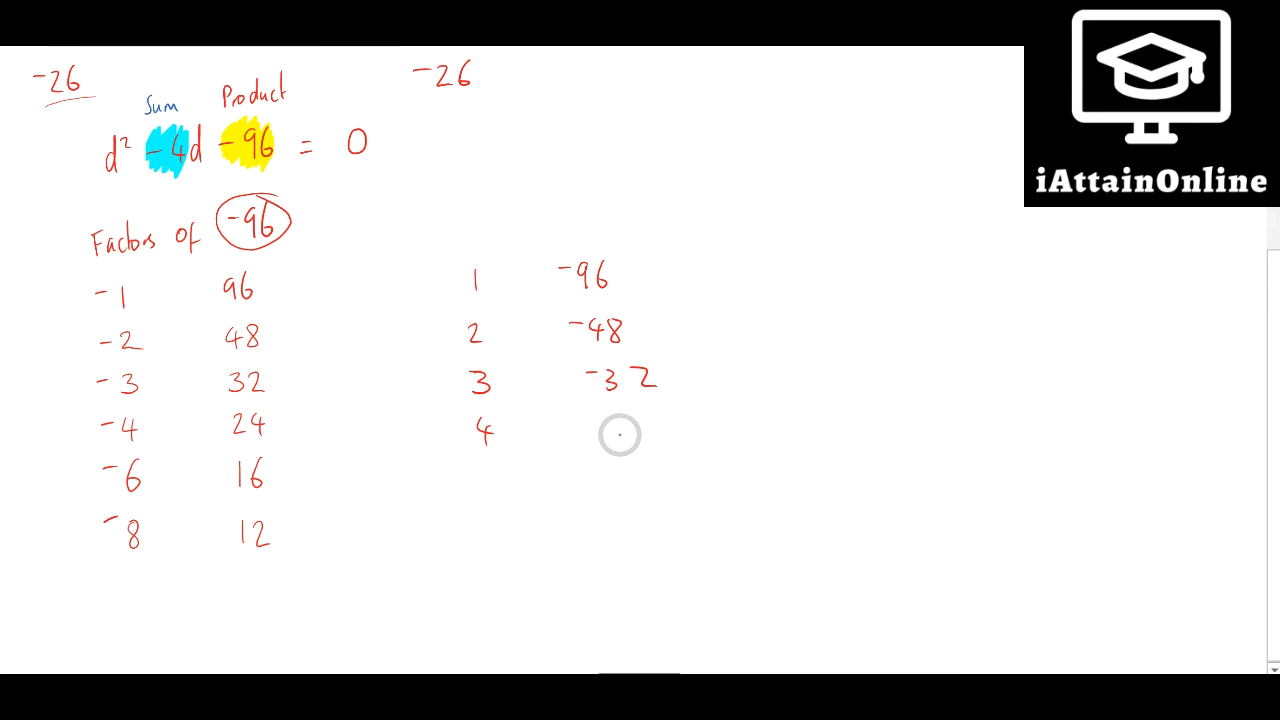 -26 -26
Sum Product
d² -4d -96 = 0
Factors of -96
-1 96 1 -96
-2 48 2 -48
-3 32 3 -32
-4 24 4
-6 16
-8 12
iAttainOnline